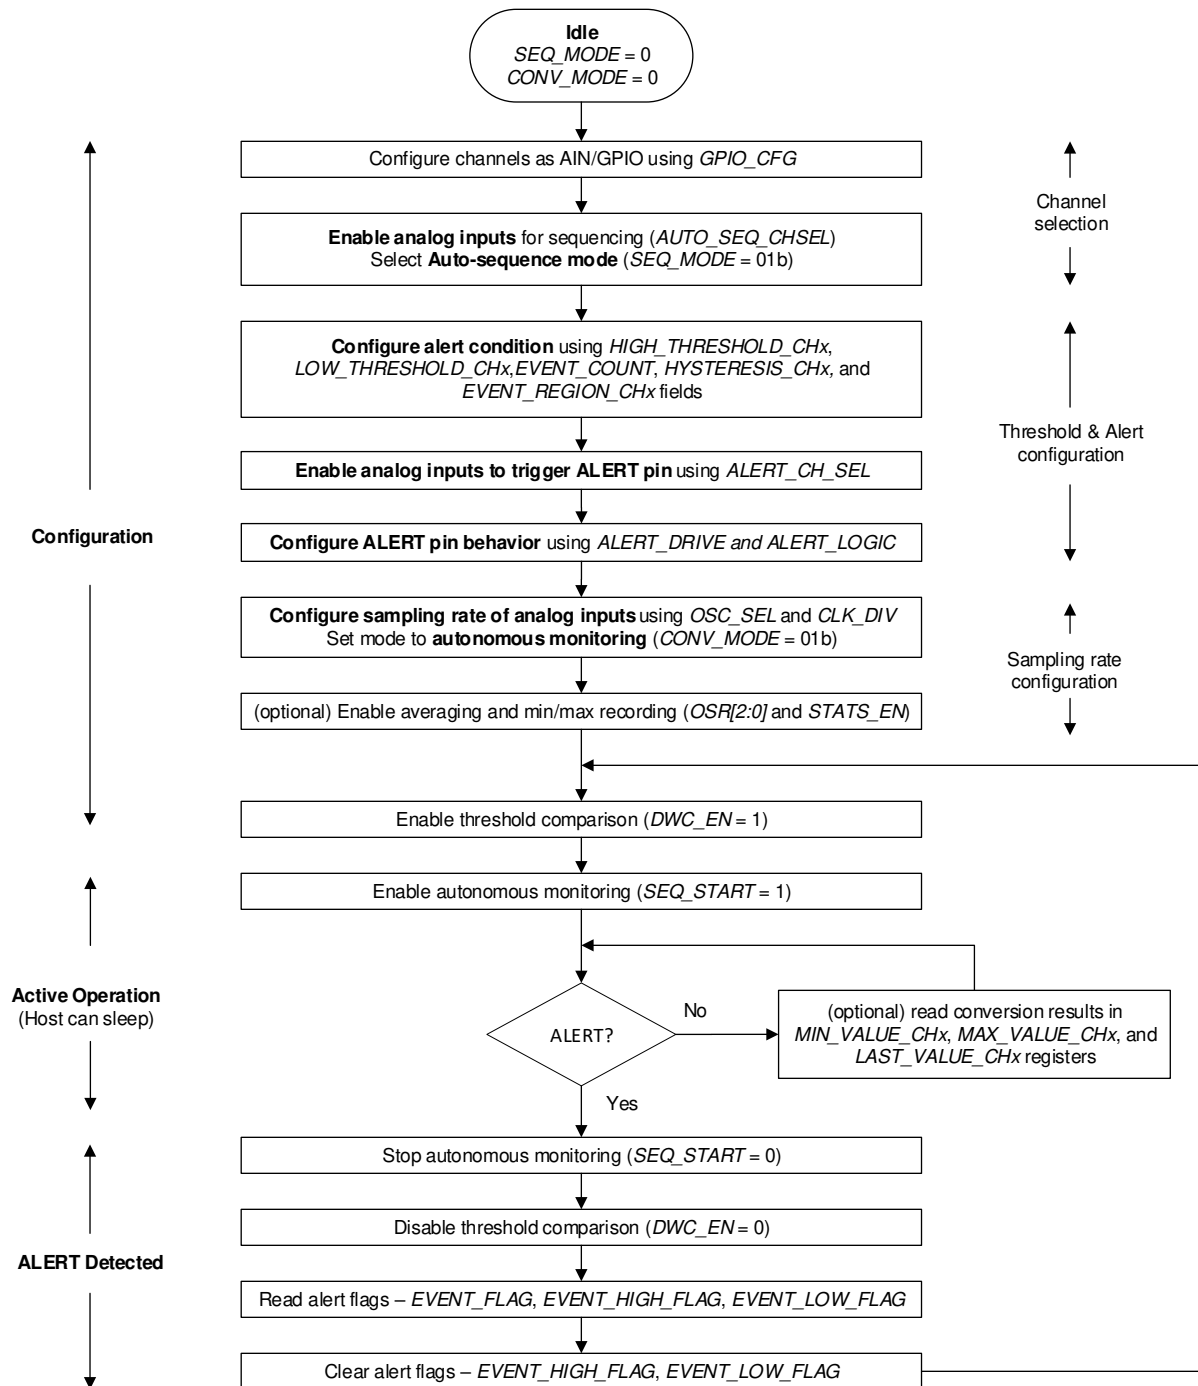 Idle
SEQ_MODE = 0
CONV_MODE = 0
Configure channels as AIN/GPIO using GPIO_CFG
Channel
selection
Enable analog inputs for sequencing (AUTO_SEQ_CHSEL)
Select Auto-sequence mode (SEQ_MODE = 01b)
Configure alert condition using HIGH_THRESHOLD_CHx,
LOW_THRESHOLD_CHx,EVENT_COUNT, HYSTERESIS_CHx, and
EVENT_REGION_CHx fields
Threshold & Alert
configuration
Enable analog inputs to trigger ALERT pin using ALERT_CH_SEL
Configuration
Configure ALERT pin behavior using ALERT_DRIVE and ALERT_LOGIC
Configure sampling rate of analog inputs using OSC_SEL and CLK_DIV
Set mode to autonomous monitoring (CONV_MODE = 01b)
Sampling rate
configuration
(optional) Enable averaging and min/max recording (OSR[2:0] and STATS_EN)
Enable threshold comparison (DWC_EN = 1)
Enable autonomous monitoring (SEQ_START = 1)
Active Operation
(Host can sleep)
ALERT?
No
(optional) read conversion results in
MIN_VALUE_CHx, MAX_VALUE_CHx, and
LAST_VALUE_CHx registers
Yes
Stop autonomous monitoring (SEQ_START = 0)
Disable threshold comparison (DWC_EN = 0)
ALERT Detected
Read alert flags – EVENT_FLAG, EVENT_HIGH_FLAG, EVENT_LOW_FLAG
Clear alert flags – EVENT_HIGH_FLAG, EVENT_LOW_FLAG